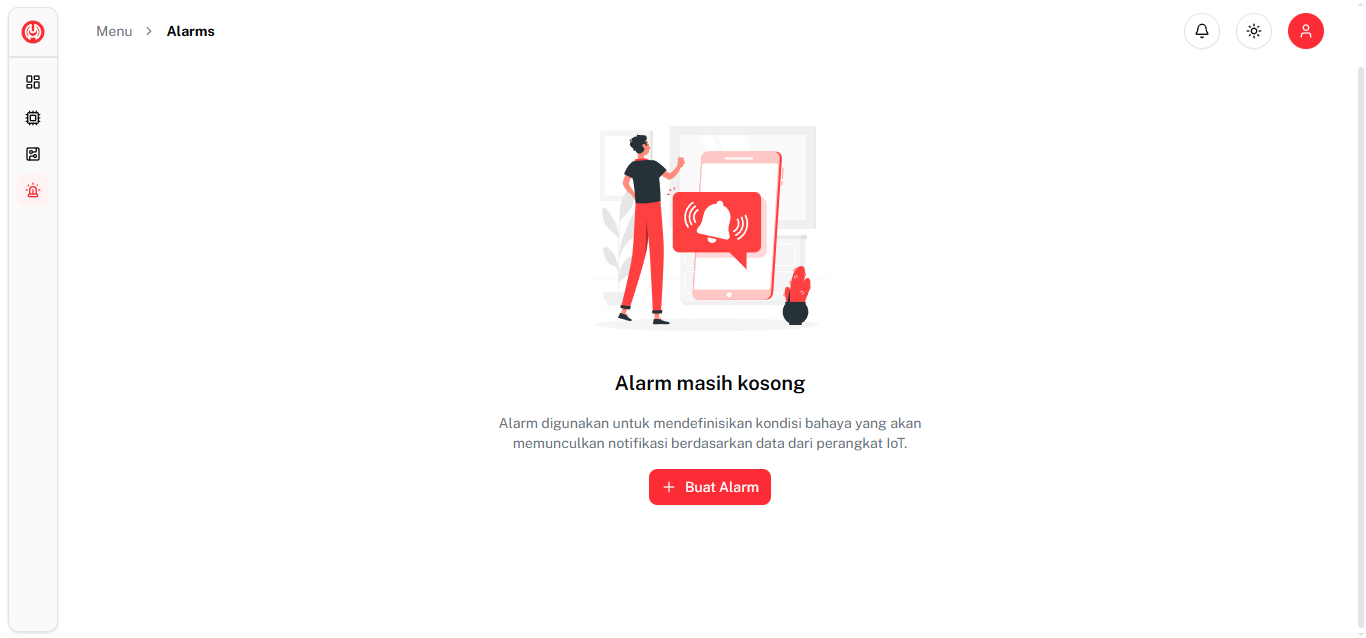 Menu > Alarms
Alarm masih kosong
Alarm digunakan untuk mendefinisikan kondisi bahaya yang akan
memunculkan notifikasi berdasarkan data dari perangkat IoT.
+ Buat Alarm